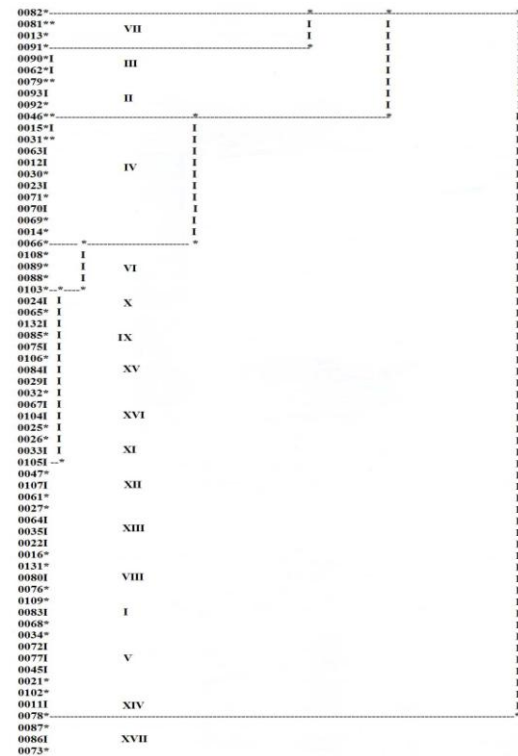 0082*-----------------------------*---------*----------------
0081** I I I
VII
0013* I I I
0091*-----------------------------* I I
0090*I I I
III
0062*I I I
0079** I I
0093I I I
II
0092* I I
0046**---------------*----------------------* I
0015*I I I
0031** I I
0063I I I
0012I I I
IV
0030* I I
0023I I I
0071* I I
0070I I I
0069* I I
0014* I I
0066*------ *------------------- * I
0108* I I
0089* I I
VI
0088* I I
0103*--*----* I
0024I I I
X
0065* I I
0132I I I
0085* I I
IX
0075I I I
0106* I I
0084I I I
XV
0029I I I
0032* I I
0067I I I
0104I I I
XVI
0025* I I
0026* I I
0033I I I
XI
0105I --* I
0047* I
0107I I
XII
0061* I
0027* I
0064I I
0035I I
XIII
0022I I
0016* I
0131* I
0080I I
VIII
0076* I
0109* I
0083I I
I
0068* I
0034* I
0072I I
0077I I
V
0045I I
0021* I
0102* I
0011I I
XIV
0078*---------------------------------------------------------*
0087*
0086I
XVII
0073*